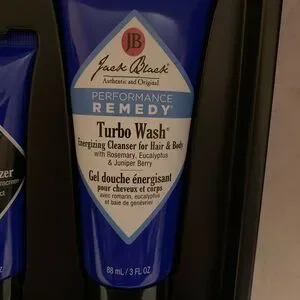 JB
Jack Black
Authentic and Original
PERFORMANCE
REMEDY
Turbo Wash®
Energizing Cleanser for Hair & Body
with Rosemary, Eucalyptus
& Juniper Berry
Gel douche énergisant
pour cheveux et corps
avec romarin, eucalyptus
et baie de genévrier
88 mL / 3 FL OZ